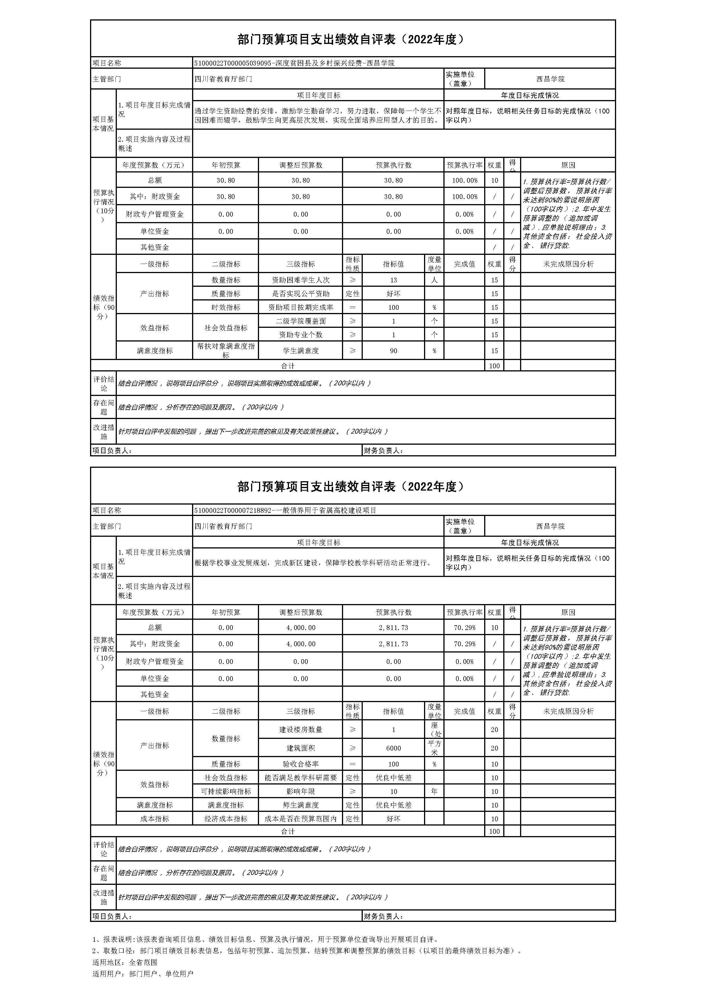 部门预算项目支出绩效自评表（2022年度）
项目名称 51000022T000005039095-深度贫困县及乡村振兴经费-西昌学院
主管部门 四川省教育厅部门 实施单位（盖章） 西昌学院
项目基本情况 1.项目年度目标完成情况 项目年度目标 年度目标完成情况
通过学生资助经费的安排，激励学生勤奋学习，努力进取，保障每一个学生不因困难而辍学，鼓励学生向更高层次发展，实现全面培养应用型人才的目的。 对照年度目标，说明相关任务目标的完成情况（100字以内）
2.项目实施内容及过程概述
预算执行情况（10分） 年度预算数（万元） 年初预算 调整后预算数 预算执行数 预算执行率 权重 得分 原因
总额 30.80 30.80 30.80 100.00% 10
其中：财政资金 30.80 30.80 30.80 100.00% / /
财政专户管理资金 0.00 0.00 0.00 0.00% / /
单位资金 0.00 0.00 0.00 0.00% / /
其他资金 / /
1.预算执行率=预算执行数/调整后预算数，预算执行率未达到90%的需说明原因（100字以内）;2.年中发生预算调整的（追加或调减）,应单独说明理由；3.其他资金包括：社会投入资金、银行贷款.
绩效指标（90分） 一级指标 二级指标 三级指标 指标性质 指标值 度量单位 完成值 权重 得分 未完成原因分析
产出指标 数量指标 资助困难学生人次 ≥ 13 人 15
质量指标 是否实现公平资助 定性 好坏 15
时效指标 资助项目按期完成率 ＝ 100 % 15
效益指标 社会效益指标 二级学院覆盖面 ≥ 1 个 15
资助专业个数 ≥ 1 个 15
满意度指标 帮扶对象满意度指标 学生满意度 ≥ 90 % 15
合计 100
评价结论 结合自评情况，说明项目自评总分，说明项目实施取得的成效或成果。（200字以内）
存在问题 结合自评情况，分析存在的问题及原因。（200字以内）
改进措施 针对项目自评中发现的问题，提出下一步改进完善的意见及有关政策性建议。（200字以内）
项目负责人： 财务负责人：
部门预算项目支出绩效自评表（2022年度）
项目名称 51000022T000007218892-一般债券用于省属高校建设项目
主管部门 四川省教育厅部门 实施单位（盖章） 西昌学院
项目基本情况 1.项目年度目标完成情况 项目年度目标 年度目标完成情况
根据学校事业发展规划，完成新区建设，保障学校教学科研活动正常进行。 对照年度目标，说明相关任务目标的完成情况（100字以内）
2.项目实施内容及过程概述
预算执行情况（10分） 年度预算数（万元） 年初预算 调整后预算数 预算执行数 预算执行率 权重 得分 原因
总额 0.00 4,000.00 2,811.73 70.29% 10
其中：财政资金 0.00 4,000.00 2,811.73 70.29% / /
财政专户管理资金 0.00 0.00 0.00 0.00% / /
单位资金 0.00 0.00 0.00 0.00% / /
其他资金 / /
1.预算执行率=预算执行数/调整后预算数，预算执行率未达到90%的需说明原因（100字以内）;2.年中发生预算调整的（追加或调减）,应单独说明理由；3.其他资金包括：社会投入资金、银行贷款.
绩效指标（90分） 一级指标 二级指标 三级指标 指标性质 指标值 度量单位 完成值 权重 得分 未完成原因分析
产出指标 数量指标 建设楼房数量 ≥ 1 座（处 20
建筑面积 ≥ 6000 平方米 20
质量指标 验收合格率 ＝ 100 % 10
效益指标 社会效益指标 能否满足教学科研需要 定性 优良中低差 10
可持续影响指标 影响年限 ≥ 10 年 10
满意度指标 满意度指标 师生满意度 定性 优良中低差 10
成本指标 经济成本指标 成本是否在预算范围内 定性 好坏 10
合计 100
评价结论 结合自评情况，说明项目自评总分，说明项目实施取得的成效或成果。（200字以内）
存在问题 结合自评情况，分析存在的问题及原因。（200字以内）
改进措施 针对项目自评中发现的问题，提出下一步改进完善的意见及有关政策性建议。（200字以内）
项目负责人： 财务负责人：
1、报表说明:该报表查询项目信息、绩效目标信息、预算及执行情况，用于预算单位查询导出开展项目自评。
2、取数口径：部门项目绩效目标表信息，包括年初预算、追加预算、结转预算和调整预算的绩效目标（以项目的最终绩效目标为准）。
适用地区：全省范围
适用用户：部门用户、单位用户